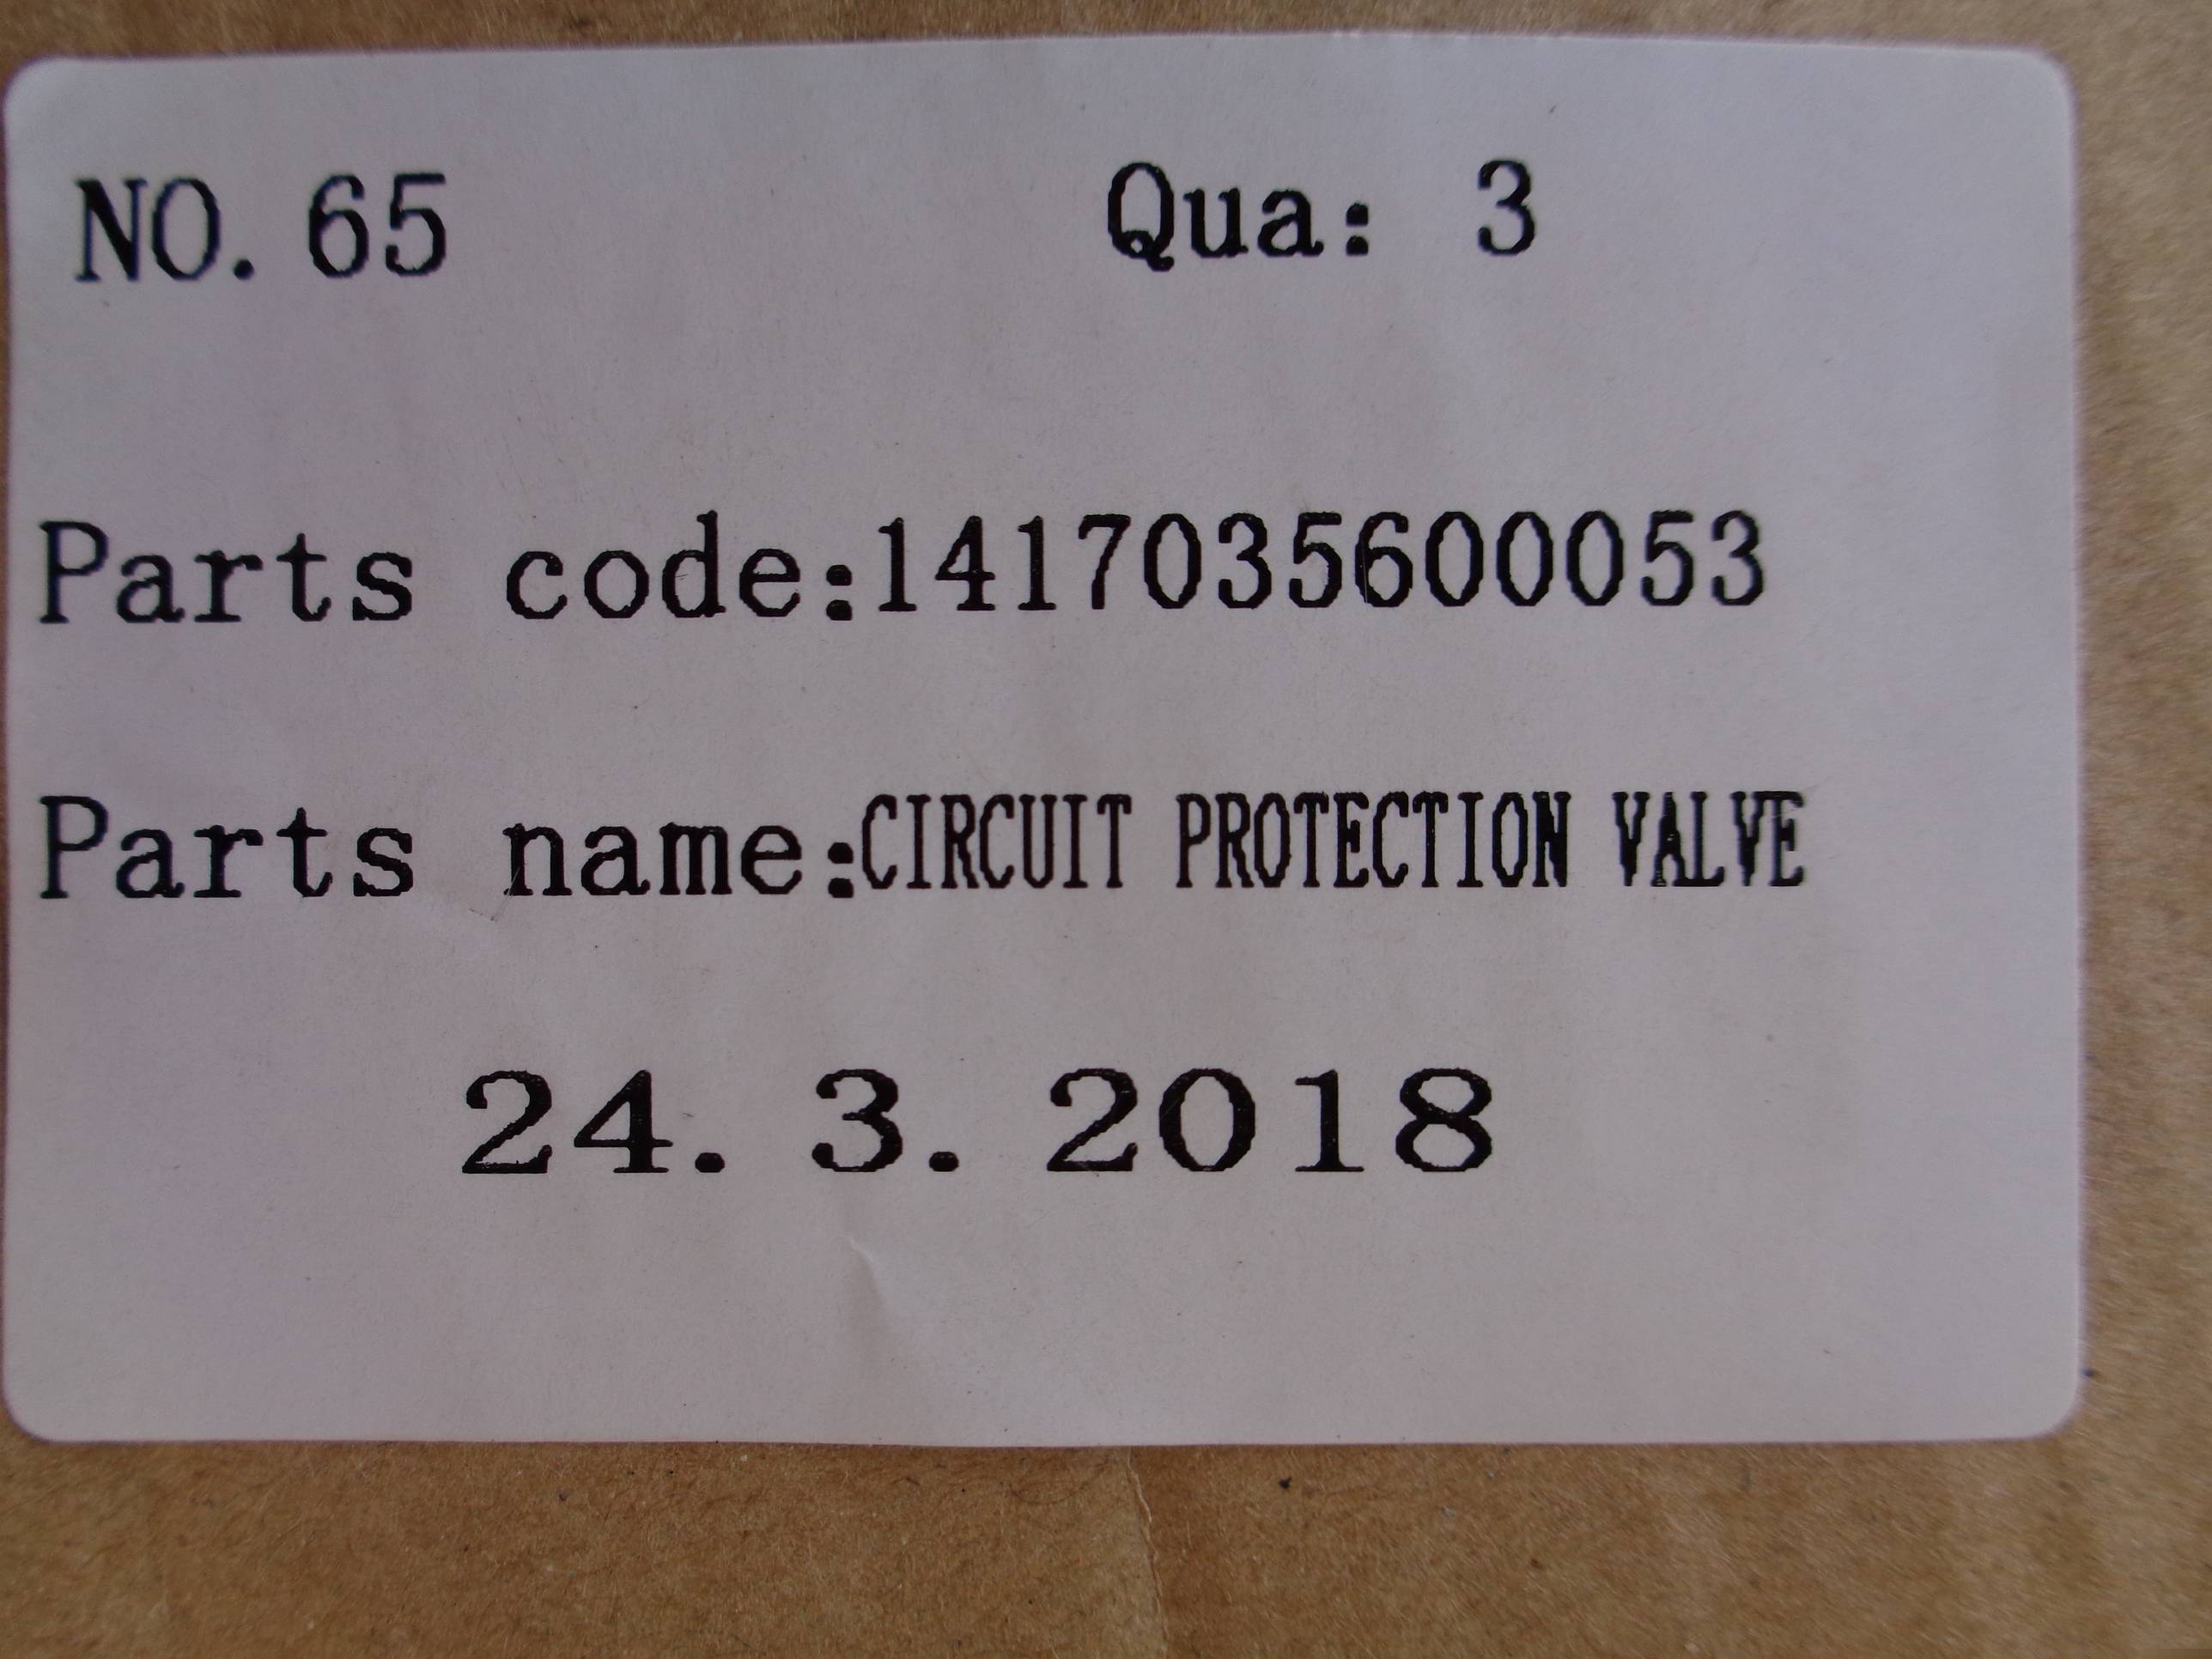 NO. 65 Qua: 3
Parts code:1417035600053
Parts name:CIRCUIT PROTECTION VALVE
24. 3. 2018